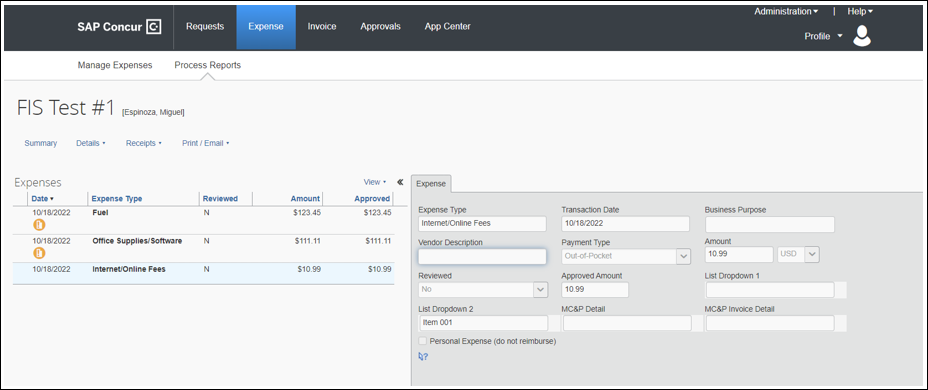 Administration | Help
SAP Concur C Requests Expense Invoice Approvals App Center
Profile
Manage Expenses Process Reports
FIS Test #1 [Espinoza, Miguel]
Summary Details Receipts Print / Email
Expenses View «
Date Expense Type Reviewed Amount Approved
10/18/2022 Fuel N $123.45 $123.45
10/18/2022 Office Supplies/Software N $111.11 $111.11
10/18/2022 Internet/Online Fees N $10.99 $10.99
Expense
Expense Type Transaction Date Business Purpose
Internet/Online Fees 10/18/2022
Vendor Description Payment Type Amount
Out-of-Pocket 10.99 USD
Reviewed Approved Amount List Dropdown 1
No 10.99
List Dropdown 2 MC&P Detail MC&P Invoice Detail
Item 001
Personal Expense (do not reimburse)